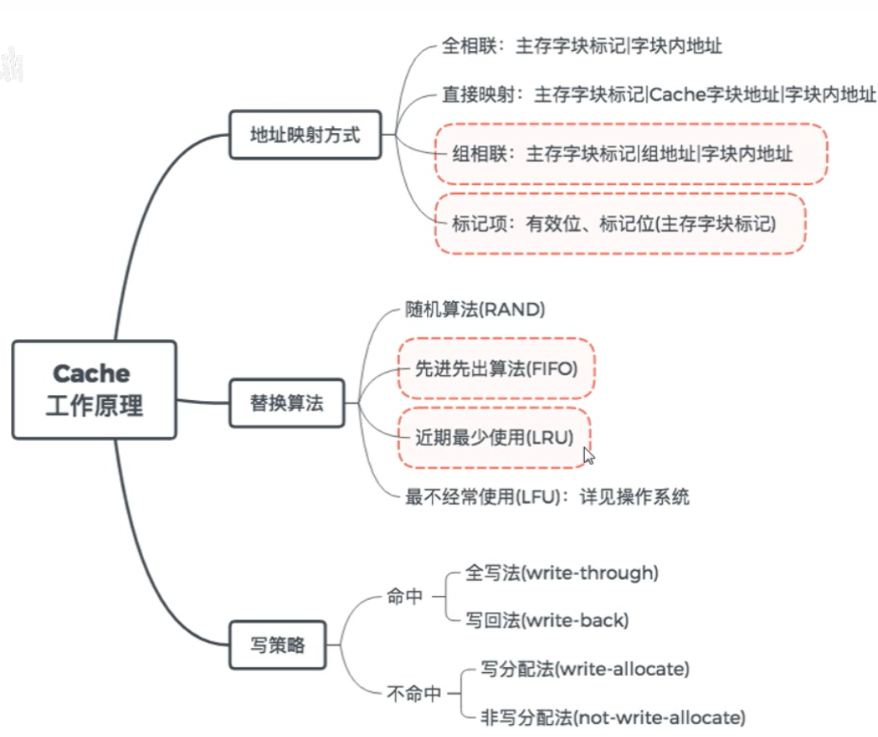 全相联：主存字块标记|字块内地址
直接映射：主存字块标记|Cache字块地址|字块内地址
地址映射方式
组相联：主存字块标记|组地址|字块内地址
标记项：有效位、标记位(主存字块标记)
Cache
工作原理
随机算法(RAND)
先进先出算法(FIFO)
替换算法
近期最少使用(LRU)
最不经常使用(LFU)：详见操作系统
全写法(write-through)
命中
写回法(write-back)
写策略
写分配法(write-allocate)
不命中
非写分配法(not-write-allocate)